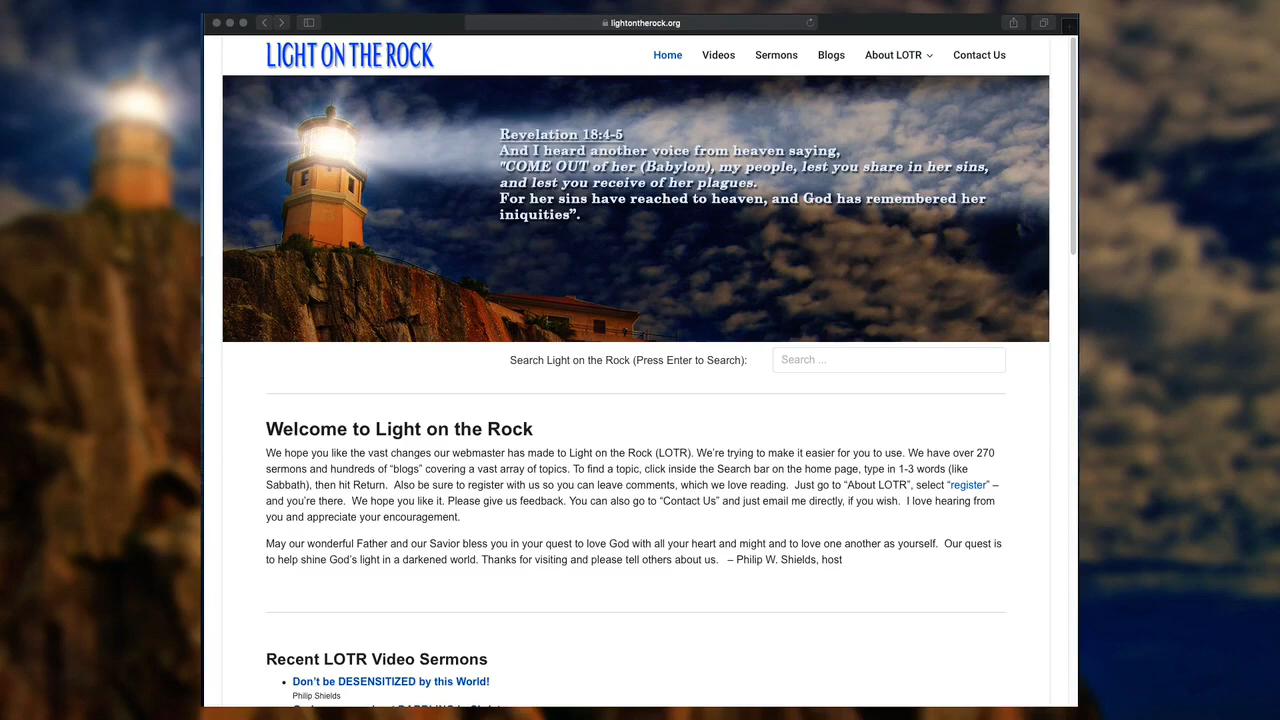 lightontherock.org
LIGHT ON THE ROCK
Home Videos Sermons Blogs About LOTR Contact Us
Revelation 18:4-5
And I heard another voice from heaven saying,
"COME OUT of her (Babylon), my people, lest you share in her sins,
and lest you receive of her plagues.
For her sins have reached to heaven, and God has remembered her
iniquities”.
Search Light on the Rock (Press Enter to Search): Search ...
Welcome to Light on the Rock
We hope you like the vast changes our webmaster has made to Light on the Rock (LOTR). We’re trying to make it easier for you to use. We have over 270
sermons and hundreds of “blogs” covering a vast array of topics. To find a topic, click inside the Search bar on the home page, type in 1-3 words (like
Sabbath), then hit Return.  Also be sure to register with us so you can leave comments, which we love reading.  Just go to “About LOTR”, select “register” –
and you’re there.  We hope you like it. Please give us feedback. You can also go to “Contact Us” and just email me directly, if you wish.  I love hearing from
you and appreciate your encouragement.
May our wonderful Father and our Savior bless you in your quest to love God with all your heart and might and to love one another as yourself.  Our quest is
to help shine God’s light in a darkened world. Thanks for visiting and please tell others about us.   – Philip W. Shields, host
Recent LOTR Video Sermons
• Don’t be DESENSITIZED by this World!
Philip Shields